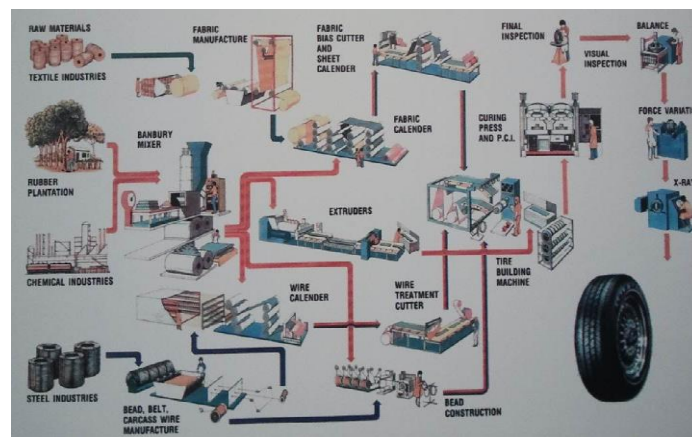 RAW MATERIALS
TEXTILE INDUSTRIES
FABRIC
MANUFACTURE
FABRIC
BIAS CUTTER
AND
SHEET
CALENDER
FINAL
INSPECTION
BALANCE
VISUAL
INSPECTION
BANBURY
MIXER
FABRIC
CALENDER
CURING
PRESS
AND P.C.I.
FORCE VARIATI
RUBBER
PLANTATION
X-RA
EXTRUDERS
CHEMICAL INDUSTRIES
WIRE
CALENDER
WIRE
TREATMENT
CUTTER
TIRE
BUILDING
MACHINE
STEEL INDUSTRIES
BEAD, BELT,
CARCASS WIRE
MANUFACTURE
BEAD
CONSTRUCTION